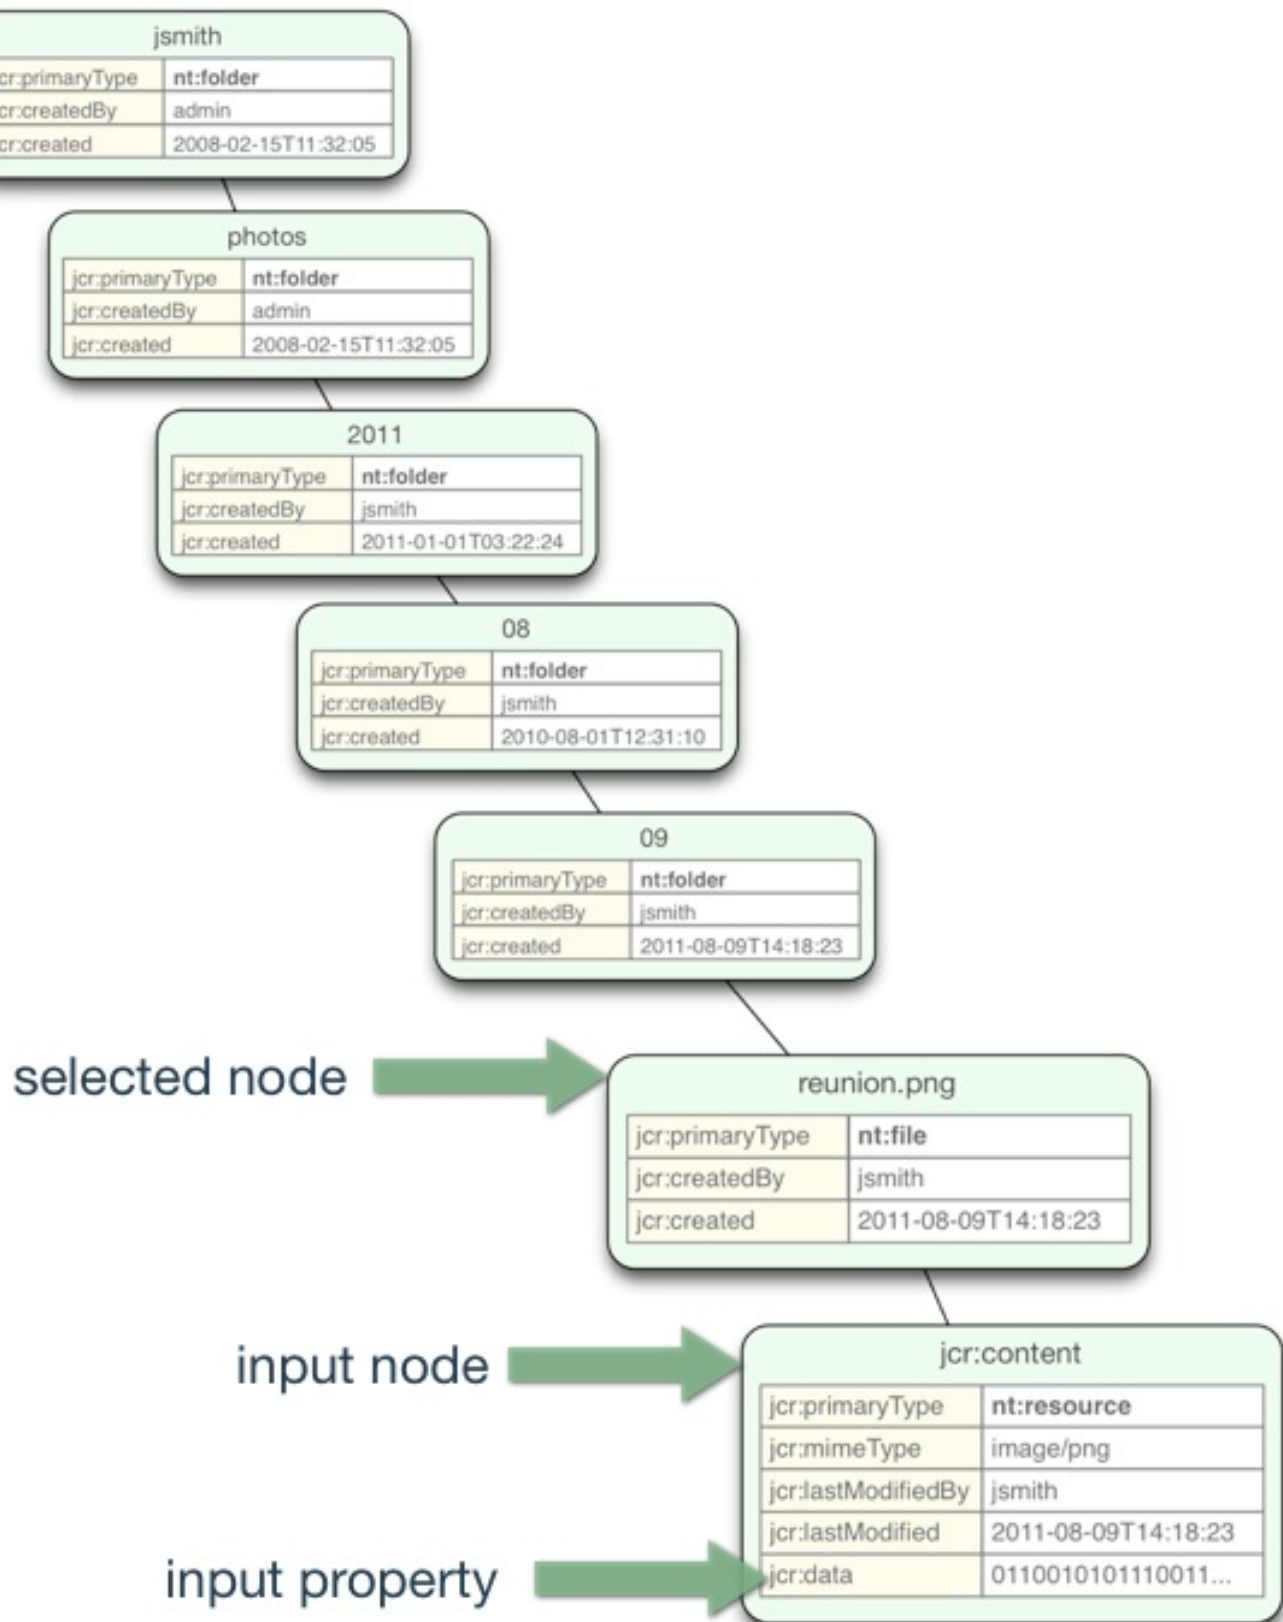 jsmith
cr:primaryType nt:folder
cr:createdBy admin
cr:created 2008-02-15T11:32:05
photos
jcr:primaryType nt:folder
jcr:createdBy admin
jcr:created 2008-02-15T11:32:05
2011
jcr:primaryType nt:folder
jcr:createdBy jsmith
jcr:created 2011-01-01T03:22:24
08
jcr:primaryType nt:folder
jcr:createdBy jsmith
jcr:created 2010-08-01T12:31:10
09
jcr:primaryType nt:folder
jcr:createdBy jsmith
jcr:created 2011-08-09T14:18:23
selected node
reunion.png
jcr:primaryType nt:file
jcr:createdBy jsmith
jcr:created 2011-08-09T14:18:23
input node
jcr:content
jcr:primaryType nt:resource
jcr:mimeType image/png
jcr:lastModifiedBy jsmith
jcr:lastModified 2011-08-09T14:18:23
input property
jcr:data 0110010101110011...